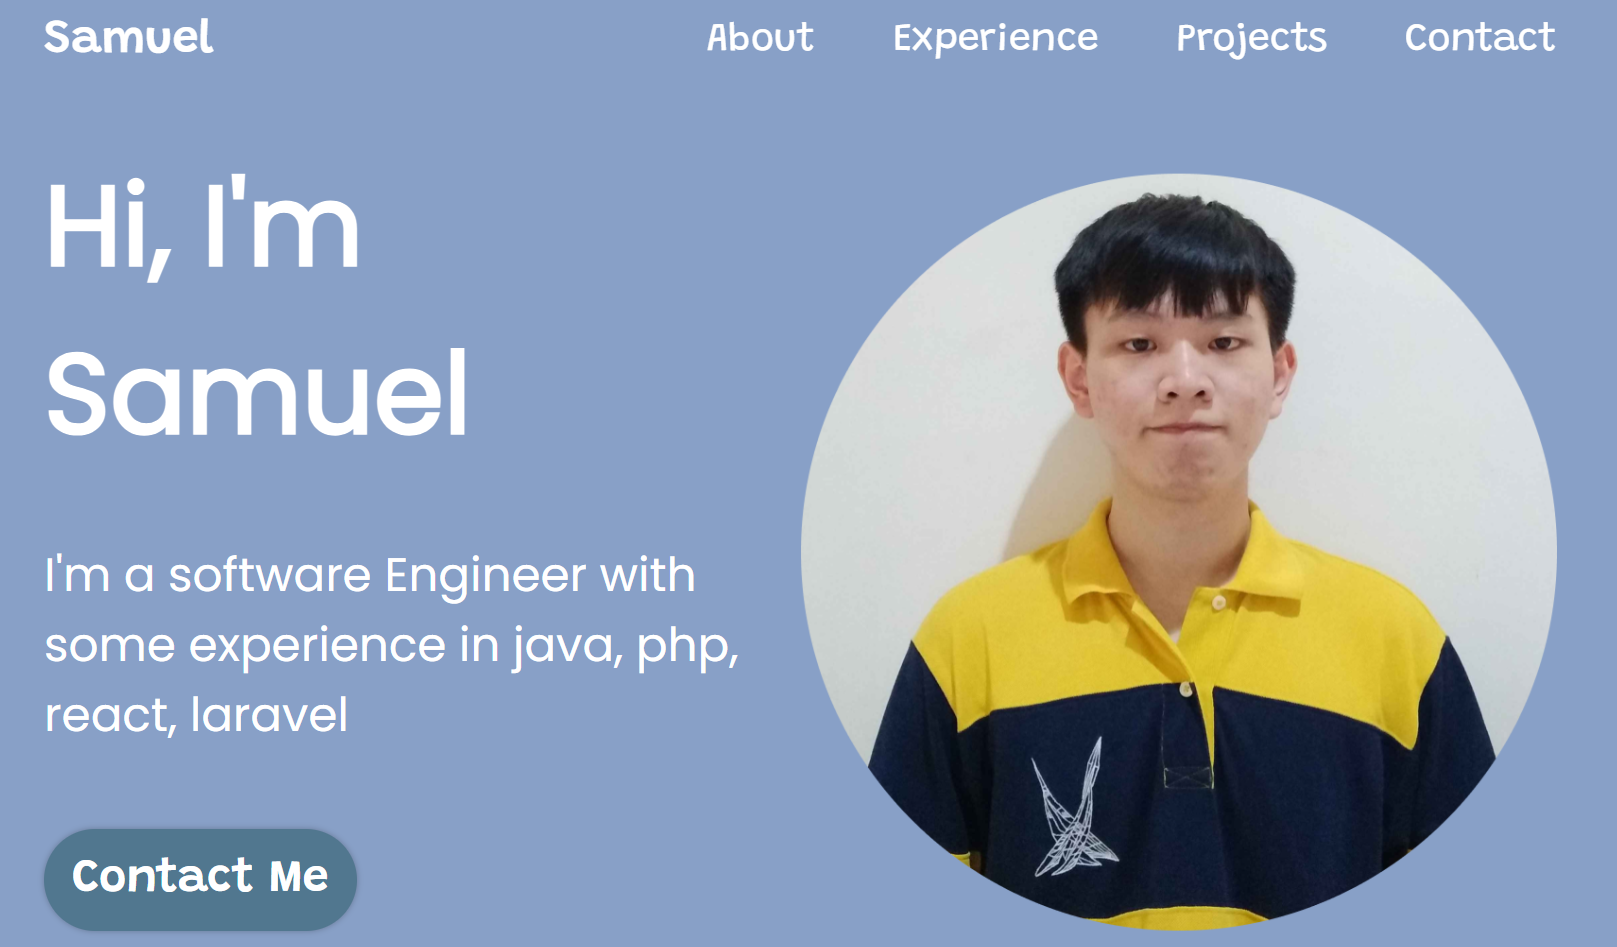 Samuel
About Experience Projects Contact
Hi, I'm
Samuel
I'm a software Engineer with
some experience in java, php,
react, laravel
Contact Me